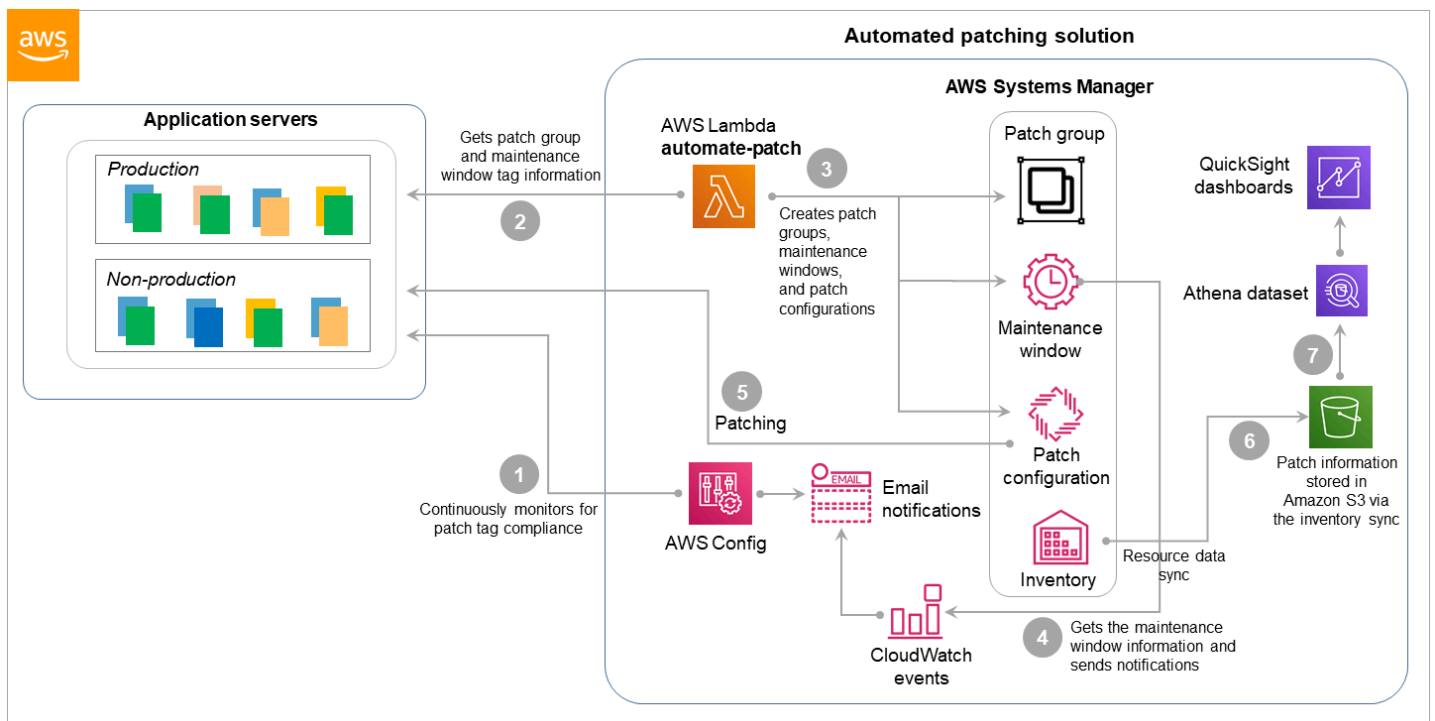 aws
Automated patching solution
Application servers
Production
Non-production
Gets patch group
and maintenance
window tag information
2
AWS Lambda
automate-patch
3
Creates patch
groups,
maintenance
windows,
and patch
configurations
AWS Systems Manager
Patch group
Maintenance
window
Patch
configuration
Inventory
QuickSight
dashboards
Athena dataset
7
5
Patching
1
Continuously monitors for
patch tag compliance
AWS Config
EMAIL
Email
notifications
6
Patch information
stored in
Amazon S3 via
the inventory sync
Resource data
sync
CloudWatch
events
4
Gets the maintenance
window information and
sends notifications